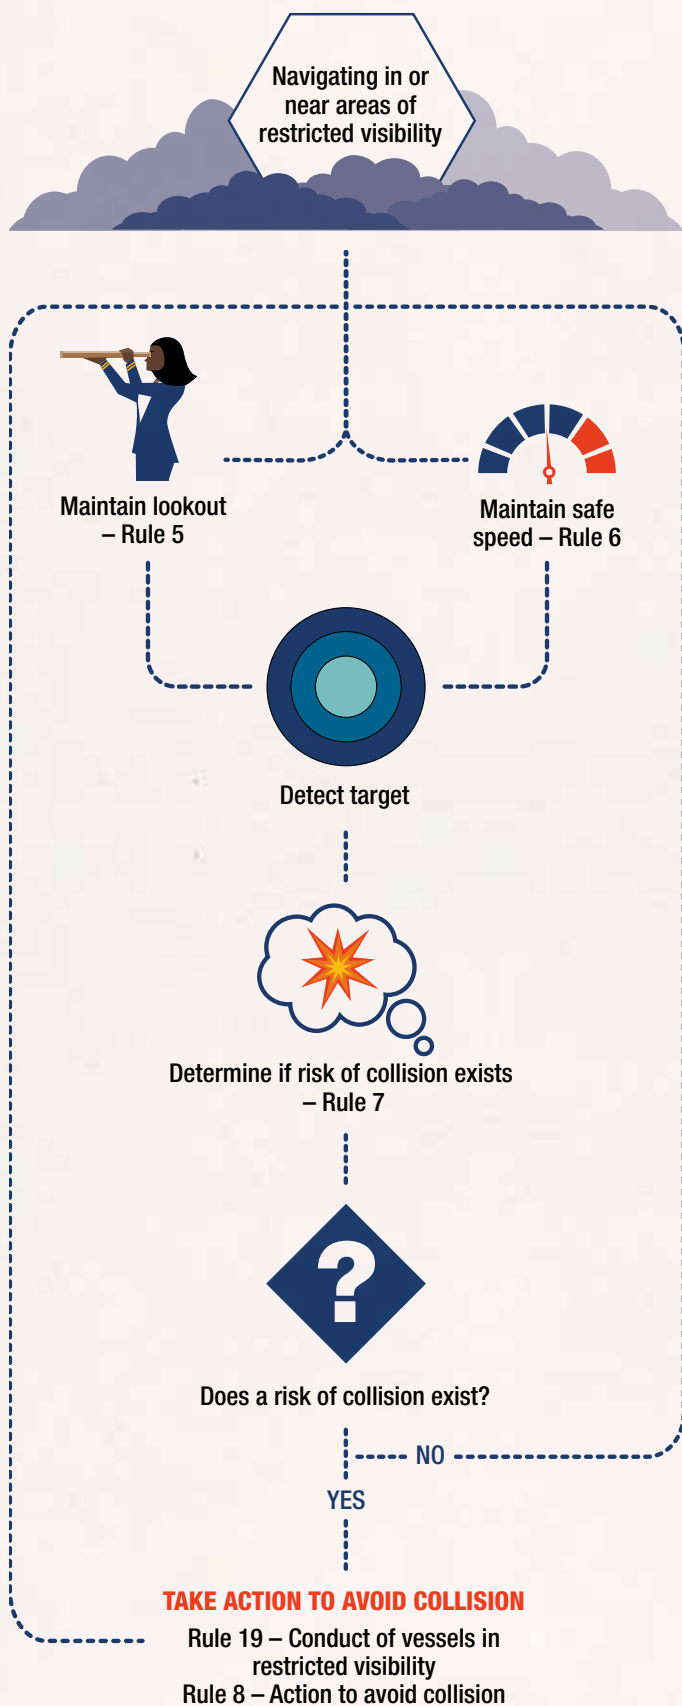 Navigating in or
near areas of
restricted visibility
Maintain lookout
– Rule 5
Maintain safe
speed – Rule 6
Detect target
Determine if risk of collision exists
– Rule 7
?
Does a risk of collision exist?
NO
YES
TAKE ACTION TO AVOID COLLISION
Rule 19 – Conduct of vessels in
restricted visibility
Rule 8 – Action to avoid collision